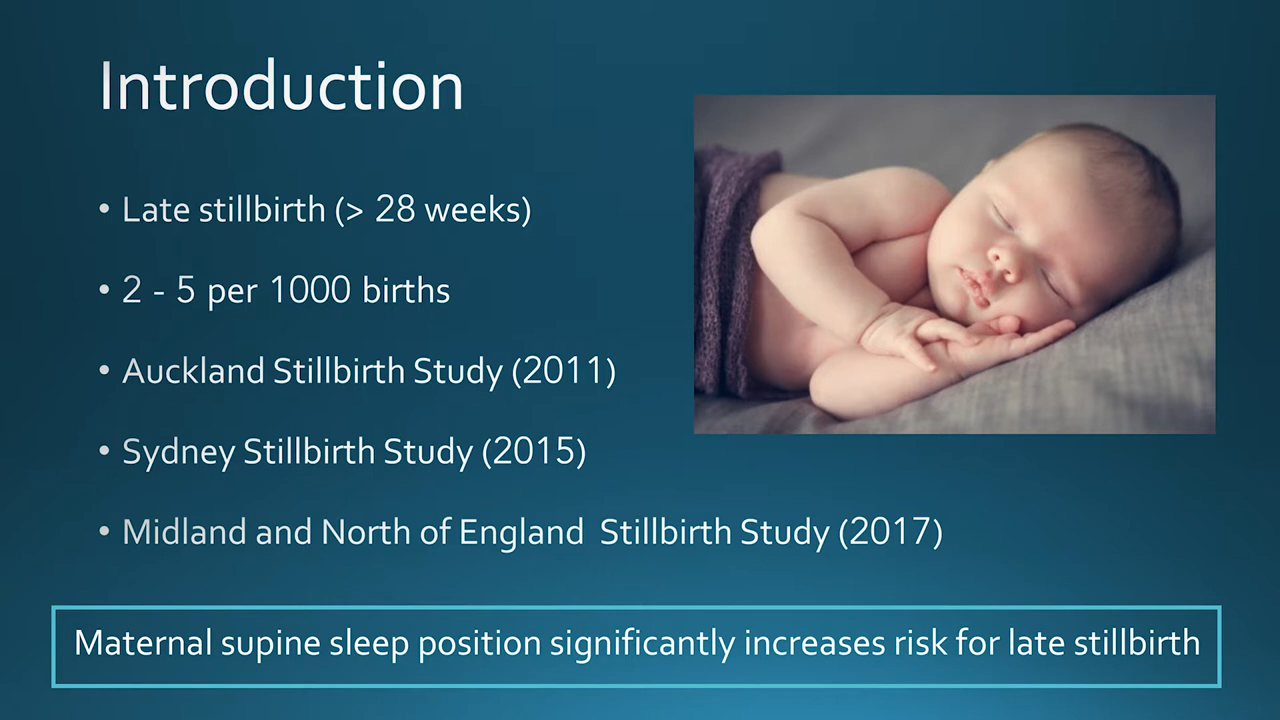 Introduction
• Late stillbirth (> 28 weeks)
• 2 - 5 per 1000 births
• Auckland Stillbirth Study (2011)
• Sydney Stillbirth Study (2015)
• Midland and North of England  Stillbirth Study (2017)
Maternal supine sleep position significantly increases risk for late stillbirth